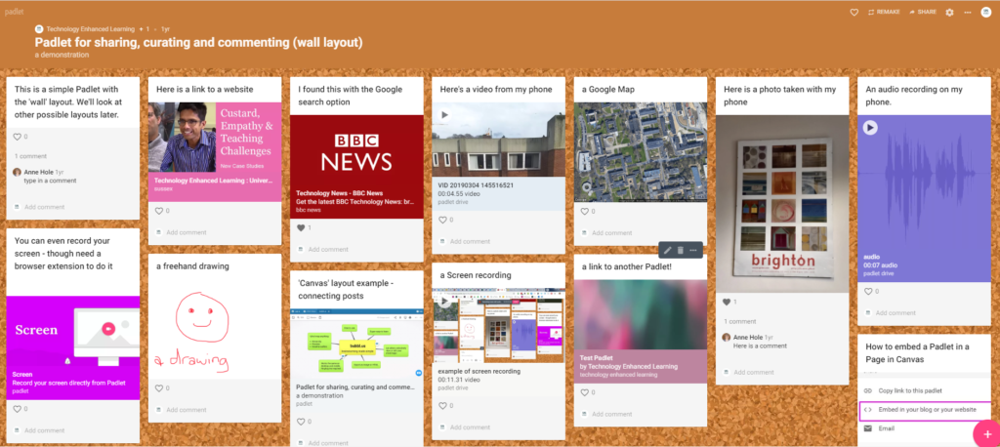 padlet
REMAKE
SHARE
Technology Enhanced Learning + 1 · 1yr
Padlet for sharing, curating and commenting (wall layout)
a demonstration
This is a simple Padlet with
the 'wall' layout. We'll look at
other possible layouts later.
0
1 comment
Anne Hole 1yr
type in a comment
Add comment
You can even record your
screen - though need a
browser extension to do it
Screen
Screen
Record your screen directly from Padlet
padlet
0
Add comment
Here is a link to a website
Custard,
Empathy &
Teaching
Challenges
New Case Studies
Technology Enhanced Learning : Univer...
sussex
0
Add comment
a freehand drawing
a drawing
0
Add comment
I found this with the Google
search option
BBC
NEWS
Technology News - BBC News
Get the latest BBC Technology News: br...
bbc news
1
Add comment
'Canvas' layout example -
connecting posts
bubbl.us
Padlet for sharing, curating and comme...
a demonstration
padlet
0
Add comment
Here's a video from my phone
VID 20190304 145516521
00:04.55 video
padlet drive
0
Add comment
a Screen recording
example of screen recording
00:11.31 video
padlet drive
0
Add comment
a Google Map
0
Add comment
a link to another Padlet!
Test Padlet
by Technology Enhanced Learning
technology enhanced learning
0
Add comment
Here is a photo taken with my
phone
brighton
1
1 comment
Anne Hole 1yr
Here is a comment
Add comment
An audio recording on my
phone.
audio
00:07 audio
padlet drive
0
Add comment
How to embed a Padlet in a
Page in Canvas
Copy link to this padlet
Embed in your blog or your website
Email